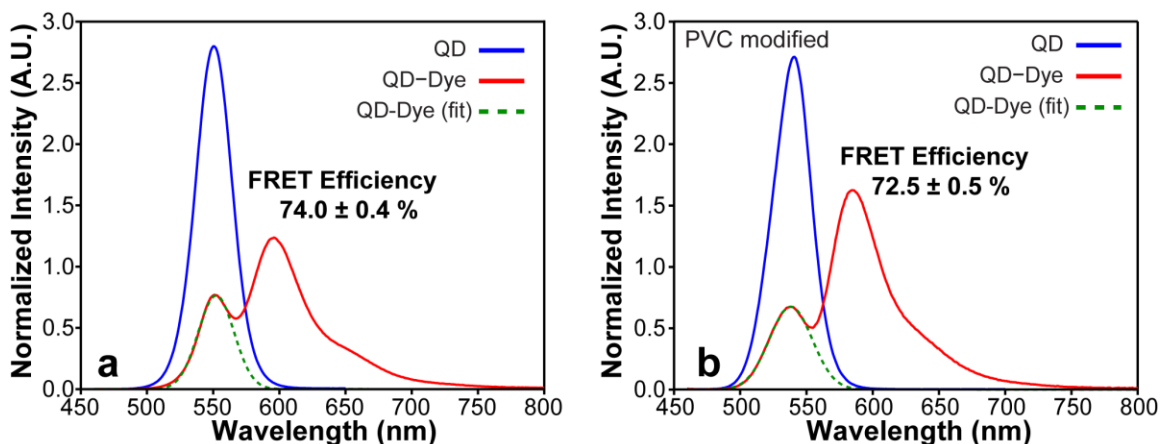 Normalized Intensity (A.U.)
3.0
2.5
2.0
1.5
1.0
0.5
0.0
QD
QD−Dye
QD-Dye (fit)
FRET Efficiency
74.0 ± 0.4 %
a
450 500 550 600 650 700 750 800
Wavelength (nm)
Normalized Intensity (A.U.)
3.0
2.5
2.0
1.5
1.0
0.5
0.0
PVC modified
QD
QD−Dye
QD-Dye (fit)
FRET Efficiency
72.5 ± 0.5 %
b
450 500 550 600 650 700 750 800
Wavelength (nm)